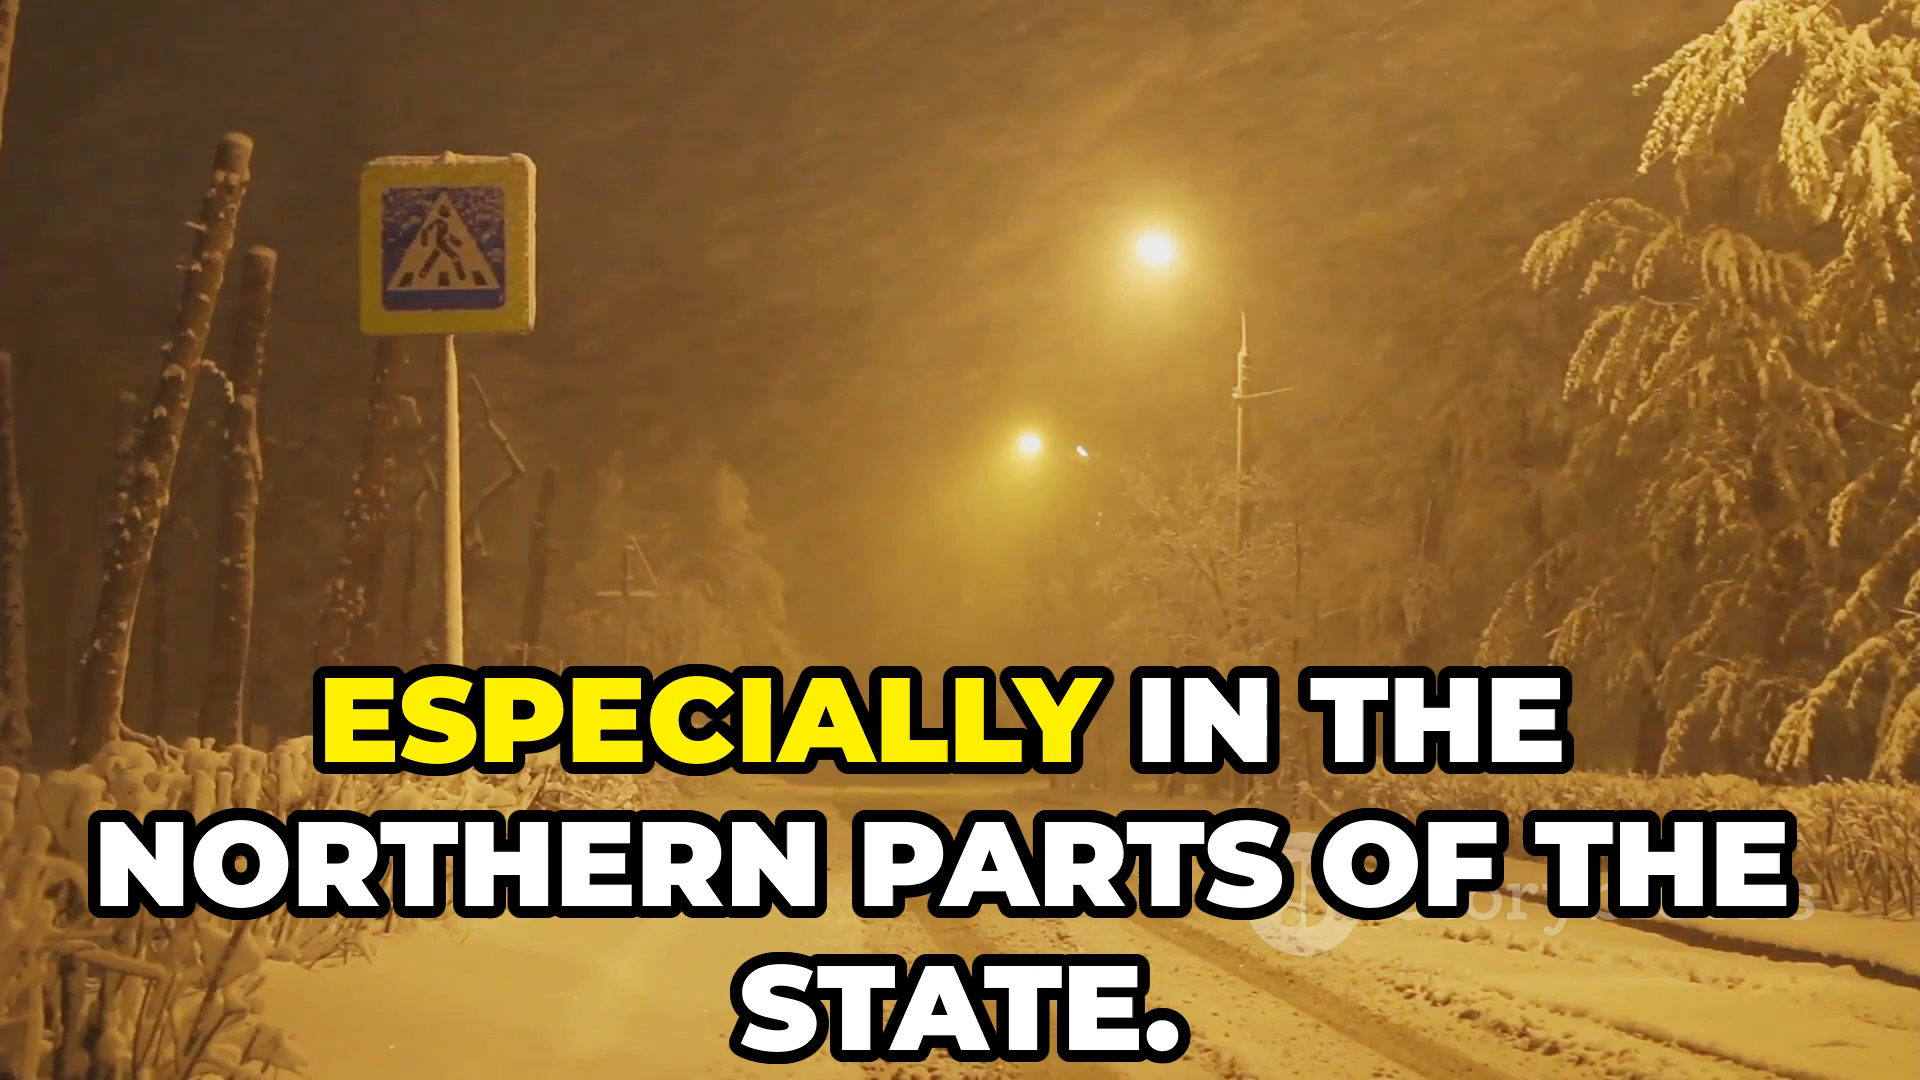 ESPECIALLY IN THE
NORTHERN PARTS OF THE
STATE.